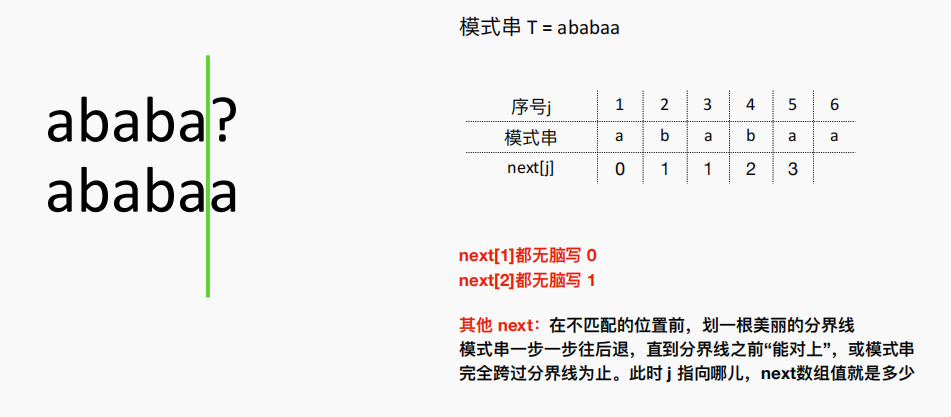 模式串 T = ababaa
ababa?
ababaa
序号j 1 2 3 4 5 6
模式串 a b a b a a
next[j] 0 1 1 2 3
next[1]都无脑写 0
next[2]都无脑写 1
其他 next：在不匹配的位置前，划一根美丽的分界线
模式串一步一步往后退，直到分界线之前“能对上”，或模式串
完全跨过分界线为止。此时 j 指向哪儿，next数组值就是多少